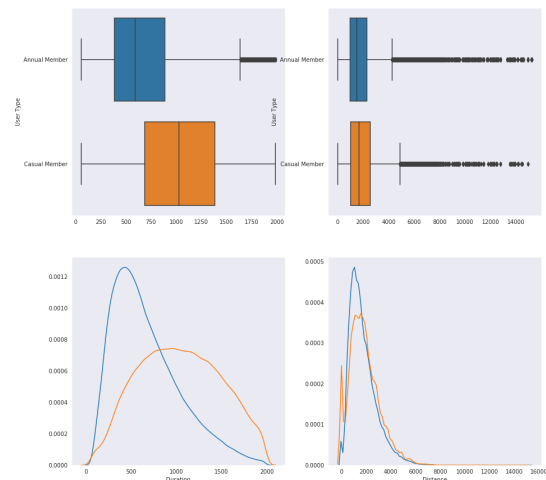 Annual Member
Casual Member
User Type
0 250 500 750 1000 1250 1500 1750 2000
Annual Member
Casual Member
User Type
0 2000 4000 6000 8000 10000 12000 14000
0.0012
0.0010
0.0008
0.0006
0.0004
0.0002
0.0000
0 500 1000 1500 2000
Duration
0.0005
0.0004
0.0003
0.0002
0.0001
0.0000
0 2000 4000 6000 8000 10000 12000 14000 16000
Distance